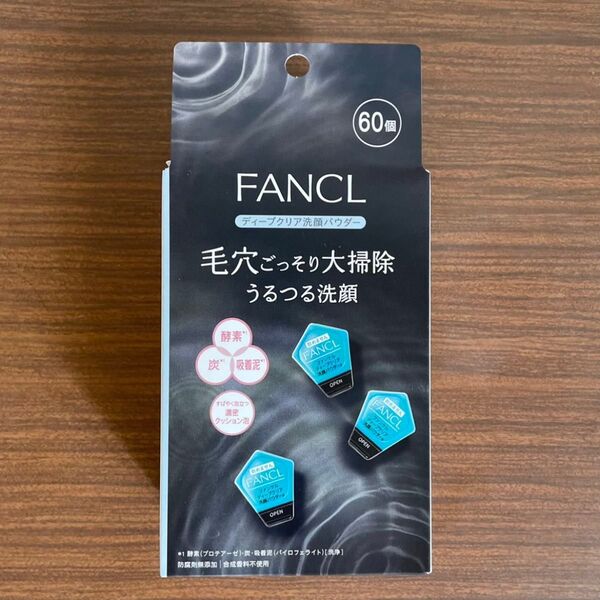 60個
FANCL
ディープクリア洗顔パウダー
毛穴ごっそり大掃除
うるつる洗顔
酵素*1
炭*1
吸着泥*1
すばやく泡立つ
濃密
クッション泡
FANCL
OPEN
FANCL
OPEN
FANCL
OPEN
*1 酵素(プロテアーゼ)・炭・吸着泥(パイロフェライト)[洗浄]
防腐剤無添加|合成香料不使用